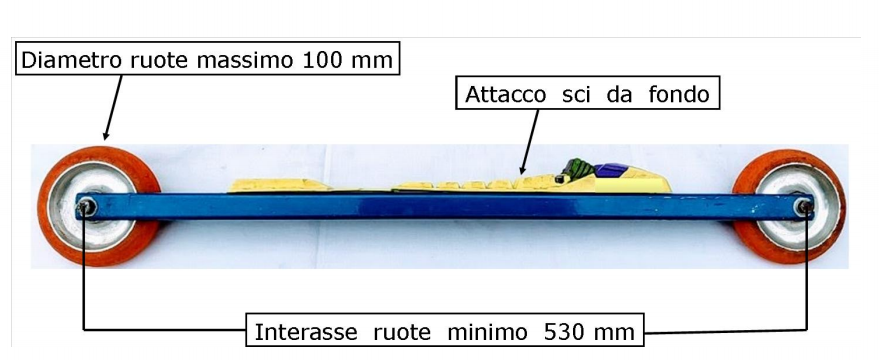 Diametro ruote massimo 100 mm
Attacco sci da fondo
Interasse ruote minimo 530 mm